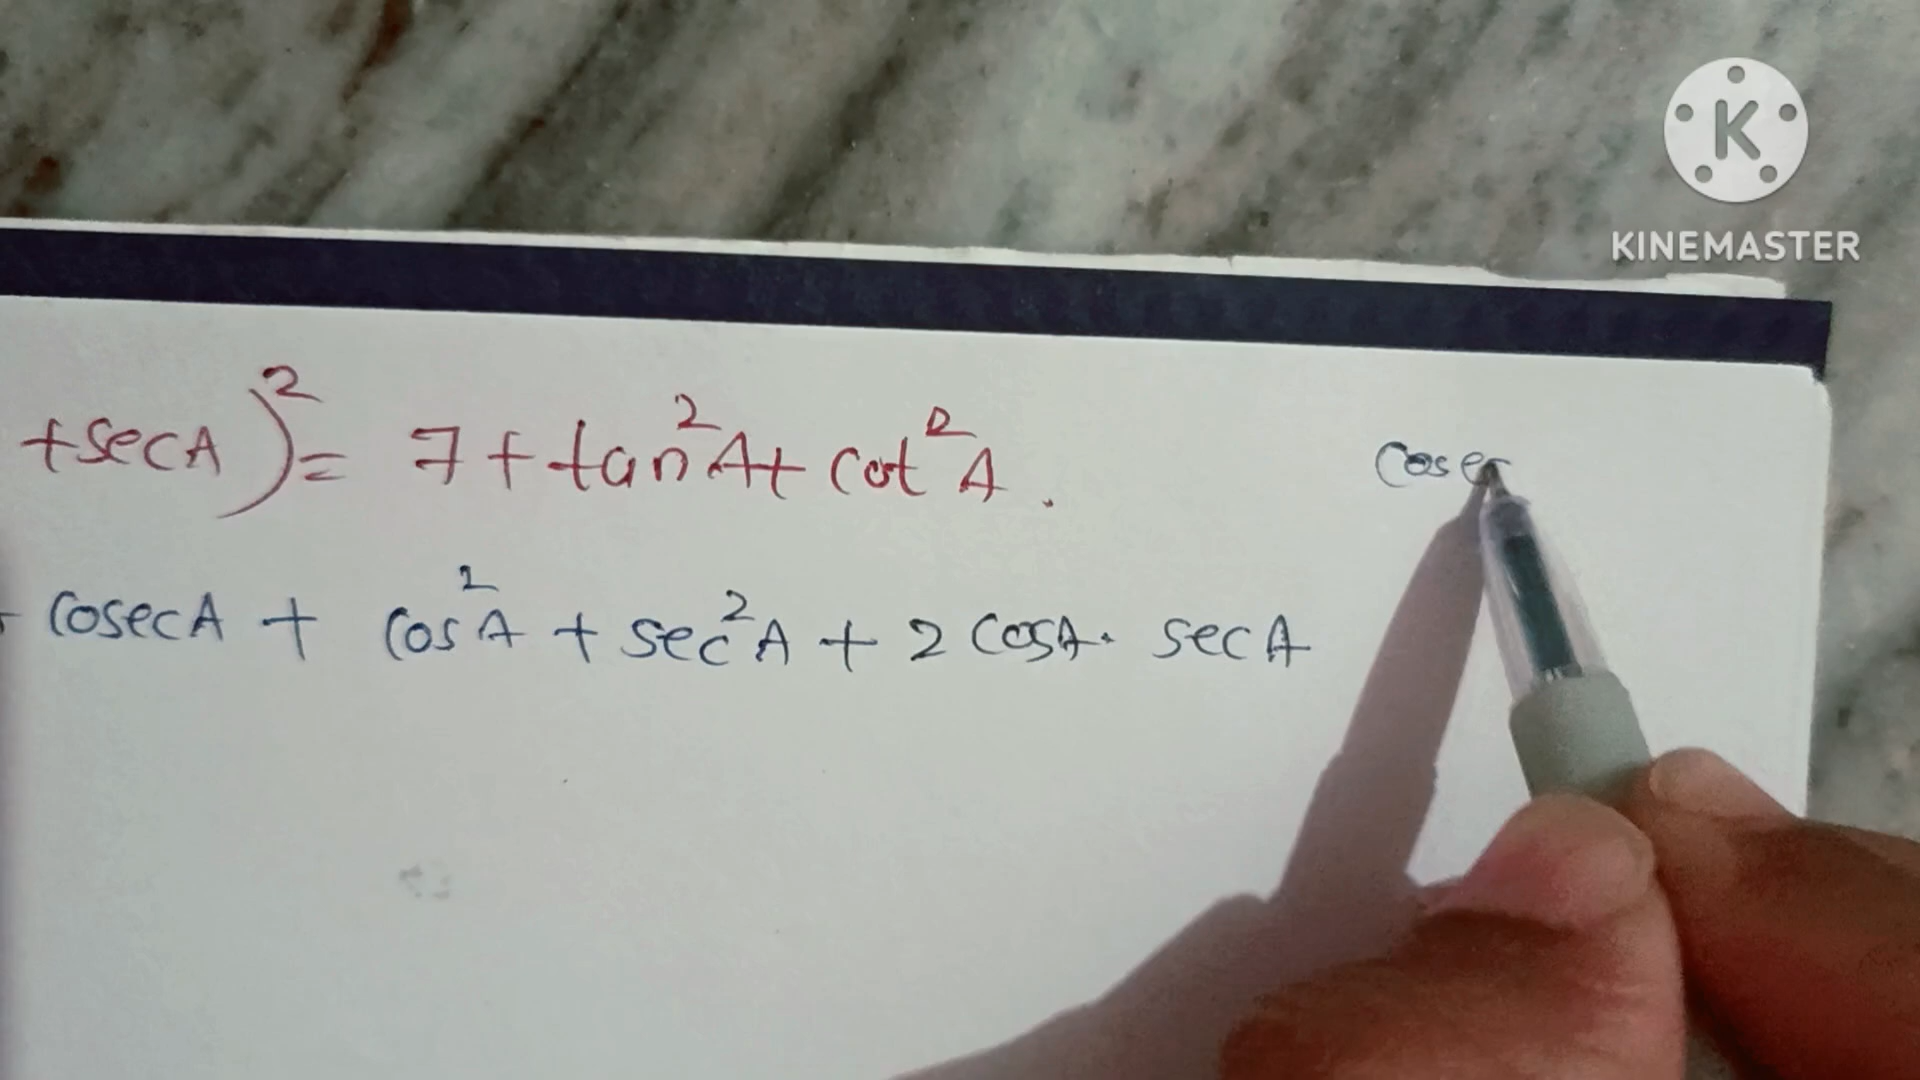 KINEMASTER
+secA)² = 7 + tan²A + cot²A.
cosec
cosecA + cos²A + sec²A + 2 cosA. secA